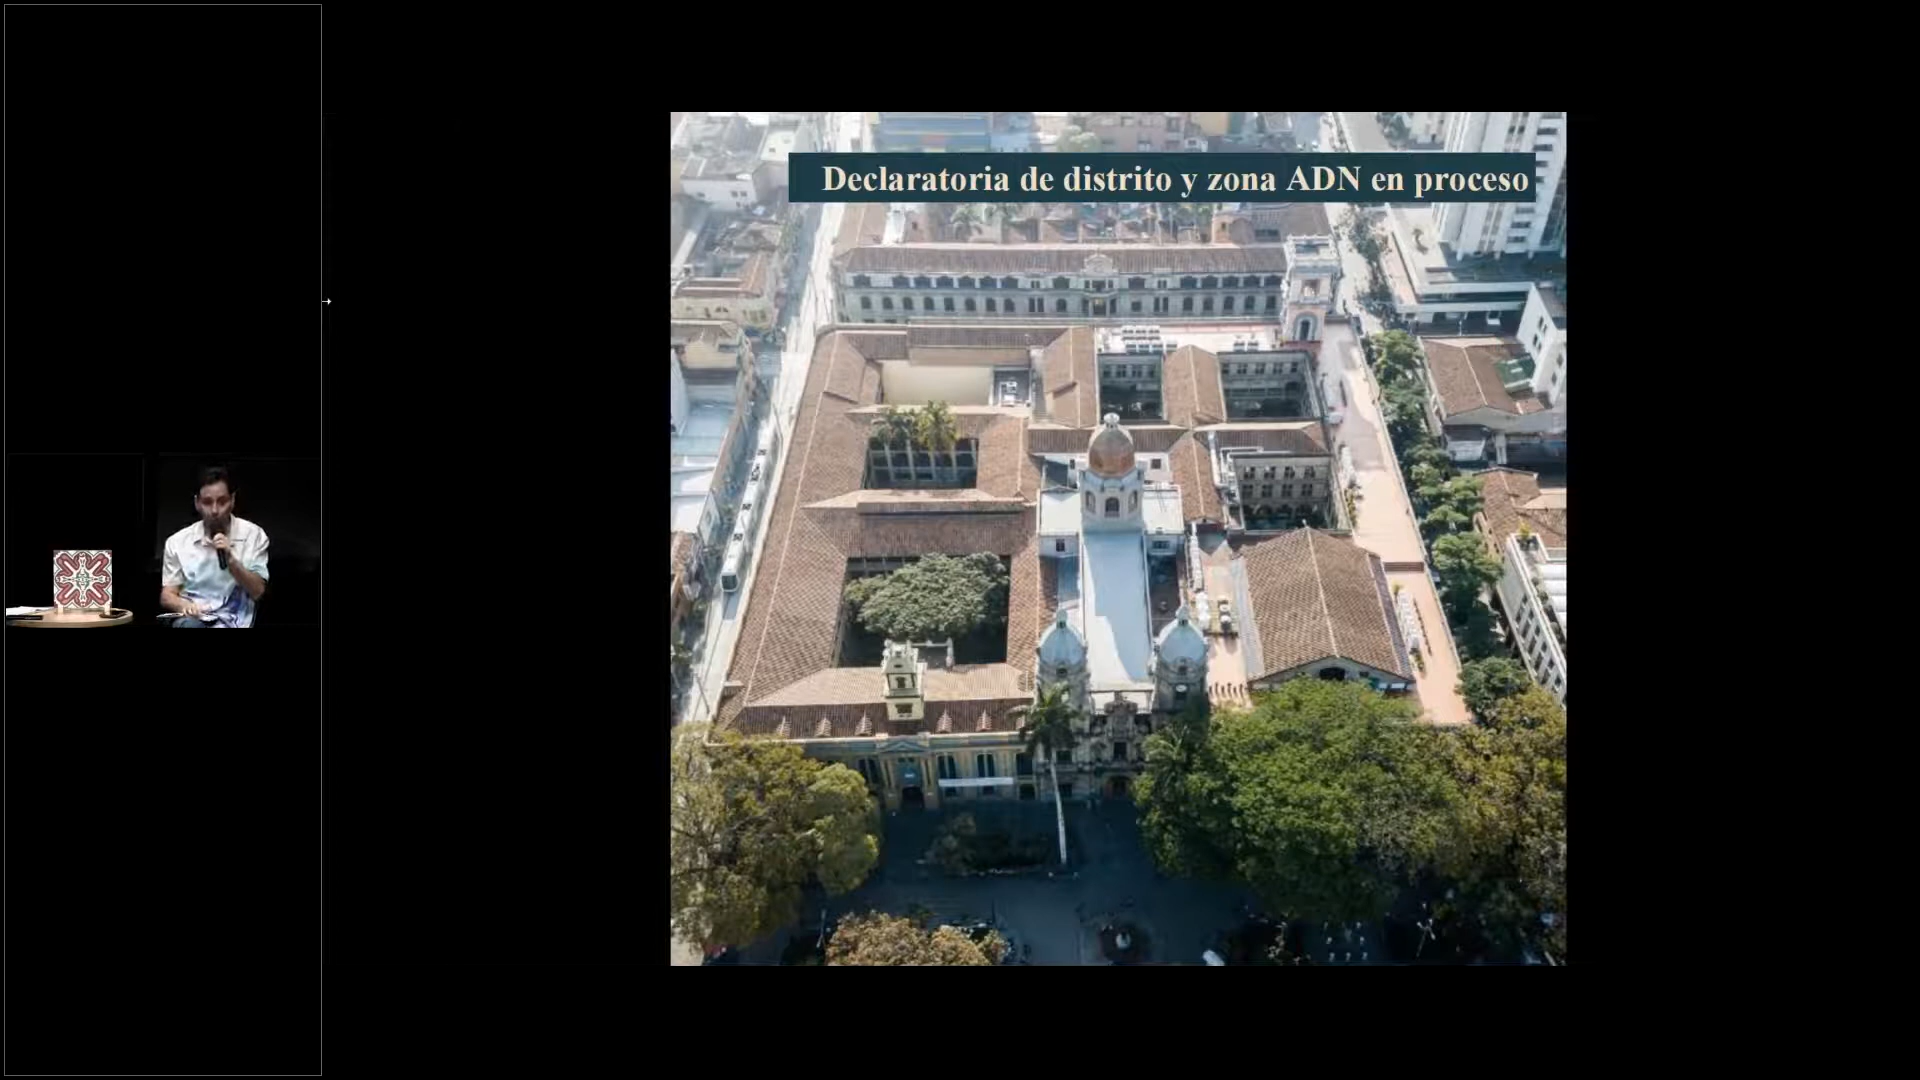 Declaratoria de distrito y zona ADN en proceso